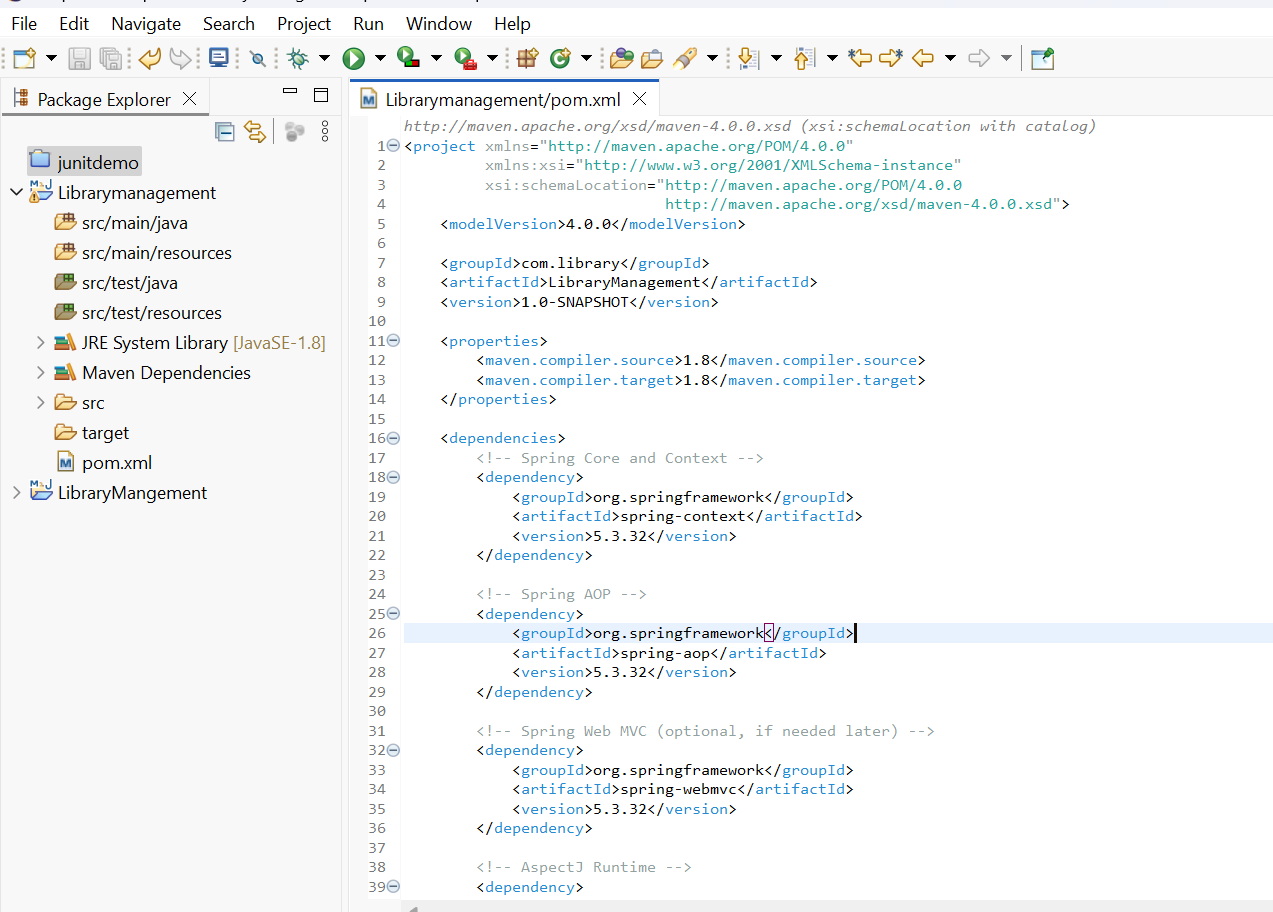 File Edit Navigate Search Project Run Window Help
Package Explorer
junitdemo
Librarymanagement
src/main/java
src/main/resources
src/test/java
src/test/resources
JRE System Library [JavaSE-1.8]
Maven Dependencies
src
target
pom.xml
LibraryMangement
Librarymanagement/pom.xml
http://maven.apache.org/xsd/maven-4.0.0.xsd (xsi:schemaLocation with catalog)
1 <project xmlns="http://maven.apache.org/POM/4.0.0"
2 xmlns:xsi="http://www.w3.org/2001/XMLSchema-instance"
3 xsi:schemaLocation="http://maven.apache.org/POM/4.0.0
4 http://maven.apache.org/xsd/maven-4.0.0.xsd">
5 <modelVersion>4.0.0</modelVersion>
6
7 <groupId>com.library</groupId>
8 <artifactId>LibraryManagement</artifactId>
9 <version>1.0-SNAPSHOT</version>
10
11 <properties>
12 <maven.compiler.source>1.8</maven.compiler.source>
13 <maven.compiler.target>1.8</maven.compiler.target>
14 </properties>
15
16 <dependencies>
17 <!-- Spring Core and Context -->
18 <dependency>
19 <groupId>org.springframework</groupId>
20 <artifactId>spring-context</artifactId>
21 <version>5.3.32</version>
22 </dependency>
23
24 <!-- Spring AOP -->
25 <dependency>
26 <groupId>org.springframework</groupId>
27 <artifactId>spring-aop</artifactId>
28 <version>5.3.32</version>
29 </dependency>
30
31 <!-- Spring Web MVC (optional, if needed later) -->
32 <dependency>
33 <groupId>org.springframework</groupId>
34 <artifactId>spring-webmvc</artifactId>
35 <version>5.3.32</version>
36 </dependency>
37
38 <!-- AspectJ Runtime -->
39 <dependency>